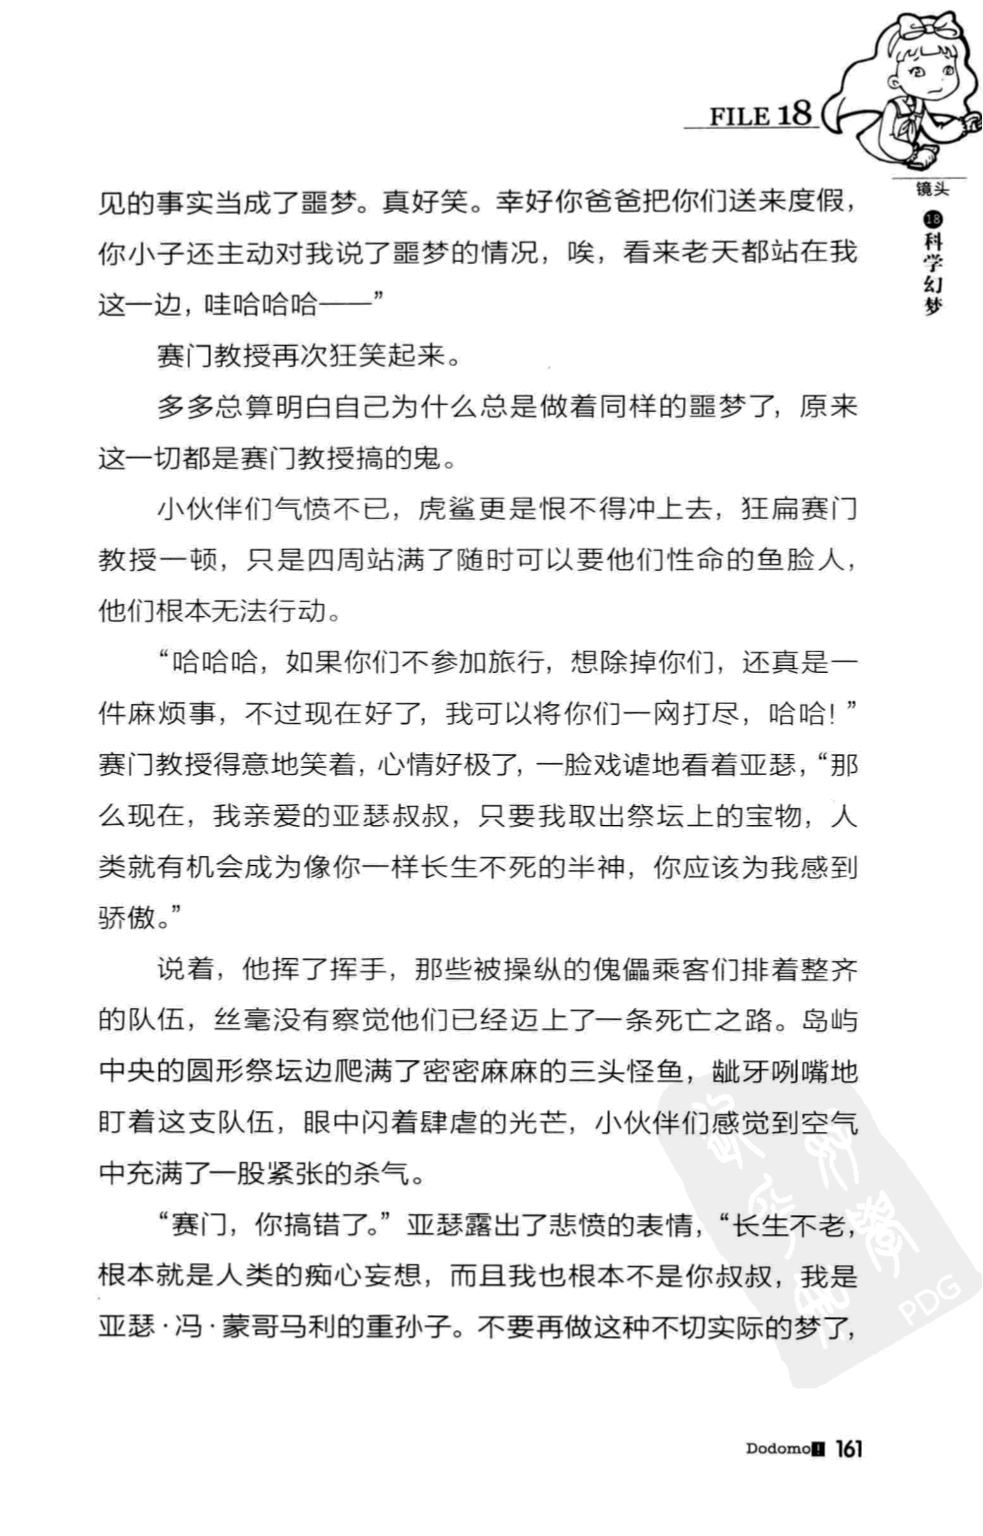 FILE 18
镜头
⑱科学幻梦
见的事实当成了噩梦。真好笑。幸好你爸爸把你们送来度假，
你小子还主动对我说了噩梦的情况，唉，看来老天都站在我
这一边，哇哈哈哈——”
赛门教授再次狂笑起来。
多多总算明白自己为什么总是做着同样的噩梦了，原来
这一切都是赛门教授搞的鬼。
小伙伴们气愤不已，虎鲨更是恨不得冲上去，狂扁赛门
教授一顿，只是四周站满了随时可以要他们性命的鱼脸人，
他们根本无法行动。
“哈哈哈，如果你们不参加旅行，想除掉你们，还真是一
件麻烦事，不过现在好了，我可以将你们一网打尽，哈哈！”
赛门教授得意地笑着，心情好极了，一脸戏谑地看着亚瑟，“那
么现在，我亲爱的亚瑟叔叔，只要我取出祭坛上的宝物，人
类就有机会成为像你一样长生不死的半神，你应该为我感到
骄傲。”
说着，他挥了挥手，那些被操纵的傀儡乘客们排着整齐
的队伍，丝毫没有察觉他们已经迈上了一条死亡之路。岛屿
中央的圆形祭坛边爬满了密密麻麻的三头怪鱼，龇牙咧嘴地
盯着这支队伍，眼中闪着肆虐的光芒，小伙伴们感觉到空气
中充满了一股紧张的杀气。
“赛门，你搞错了。”亚瑟露出了悲愤的表情，“长生不老，
根本就是人类的痴心妄想，而且我也根本不是你叔叔，我是
亚瑟·冯·蒙哥马利的重孙子。不要再做这种不切实际的梦了，
PDG
Dodomo! 161